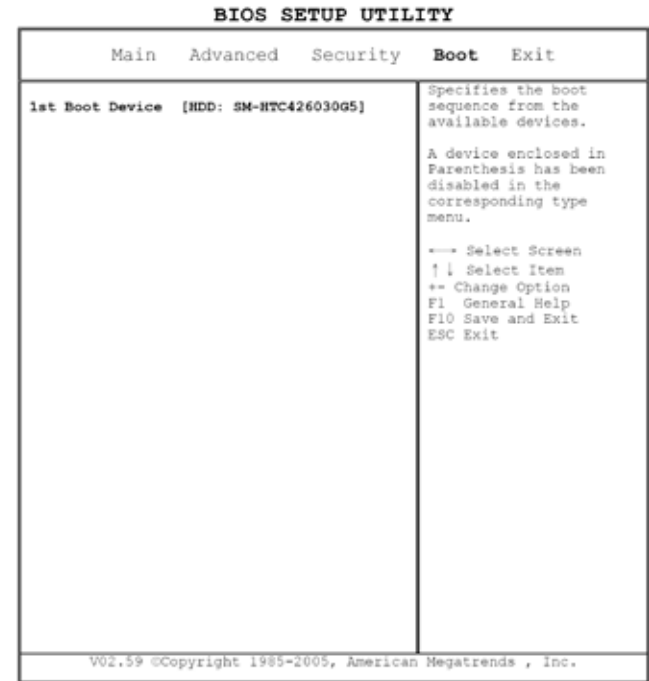 BIOS SETUP UTILITY
Main Advanced Security Boot Exit
1st Boot Device [HDD: SM-HTC426030G5]
Specifies the boot
sequence from the
available devices.
A device enclosed in
Parenthesis has been
disabled in the
corresponding type
menu.
←→ Select Screen
↑↓ Select Item
+- Change Option
F1 General Help
F10 Save and Exit
ESC Exit
V02.59 ©Copyright 1985-2005, American Megatrends , Inc.